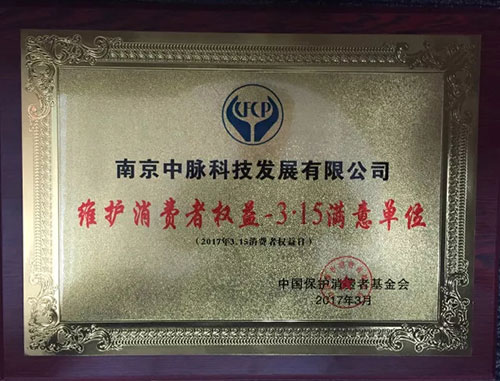 CFCP
南京中脉科技发展有限公司
维护消费者权益-3·15满意单位
(2017年3.15消费者权益日)
中国保护消费者基金会
2017年3月